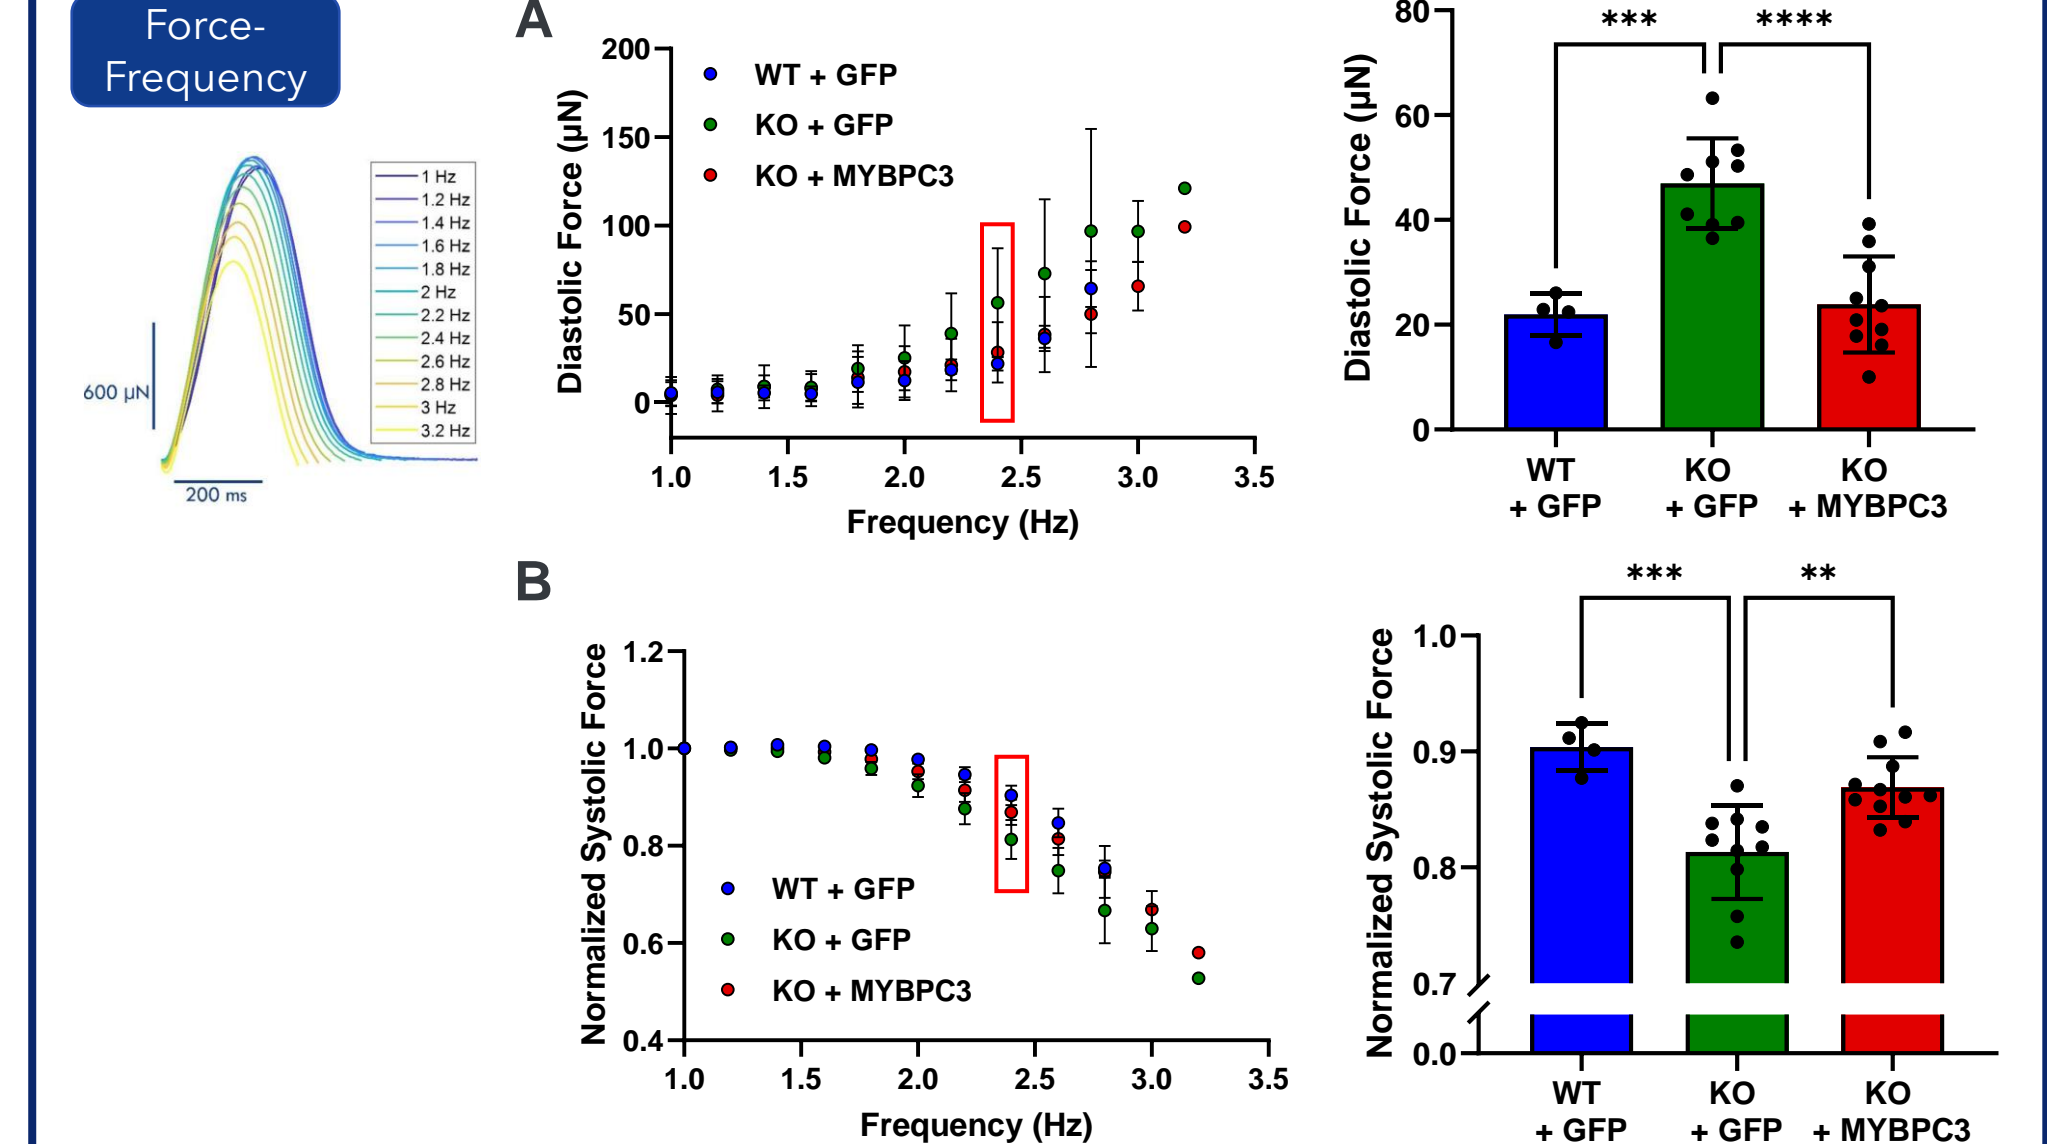 Force-
Frequency
1 Hz
1.2 Hz
1.4 Hz
1.6 Hz
1.8 Hz
2 Hz
2.2 Hz
2.4 Hz
2.6 Hz
2.8 Hz
3 Hz
3.2 Hz
600 µN
200 ms
A
Diastolic Force (µN)
200
150
100
50
0
WT + GFP
KO + GFP
KO + MYBPC3
1.0 1.5 2.0 2.5 3.0 3.5
Frequency (Hz)
Diastolic Force (µN)
80
60
40
20
0
*** ****
WT KO KO
+ GFP + GFP + MYBPC3
B
Normalized Systolic Force
1.2
1.0
0.8
0.6
0.4
WT + GFP
KO + GFP
KO + MYBPC3
1.0 1.5 2.0 2.5 3.0 3.5
Frequency (Hz)
Normalized Systolic Force
1.0
0.9
0.8
0.7
0.0
*** **
WT KO KO
+ GFP + GFP + MYBPC3